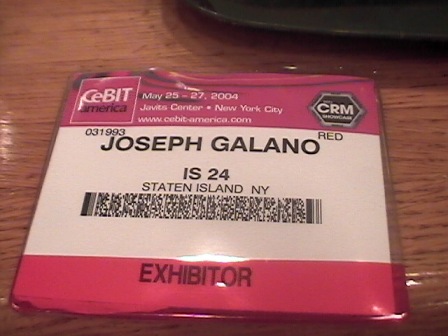 CeBIT
america
May 25 - 27, 2004
Javits Center • New York City
www.cebit-america.com
CRM
SHOWCASE
031993
RED
JOSEPH GALANO
IS 24
STATEN ISLAND NY
EXHIBITOR